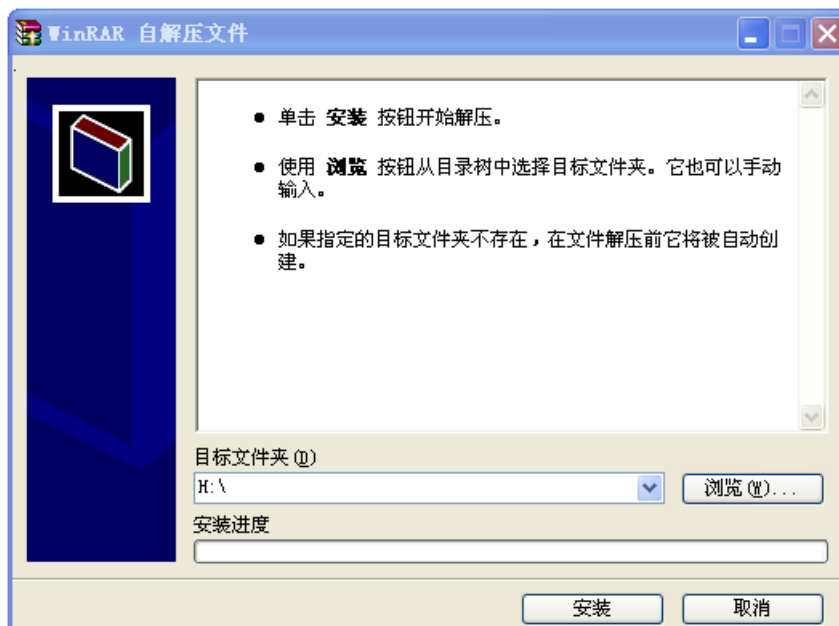 WinRAR 自解压文件
● 单击 安装 按钮开始解压。
● 使用 浏览 按钮从目录树中选择目标文件夹。它也可以手动
输入。
● 如果指定的目标文件夹不存在，在文件解压前它将被自动创
建。
目标文件夹(D)
H:\
浏览(W)...
安装进度
安装
取消